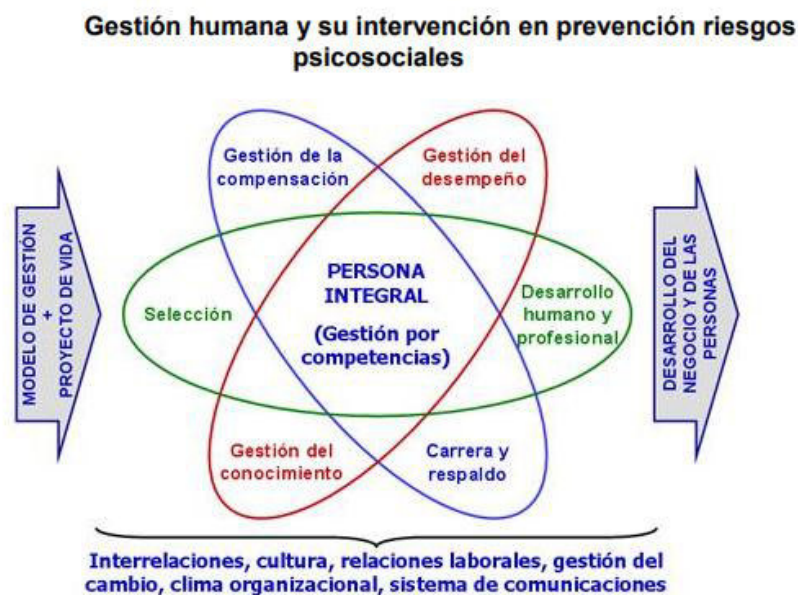 Gestión humana y su intervención en prevención riesgos
psicosociales
Gestión de la
compensación
Gestión del
desempeño
MODELO DE GESTIÓN
+
PROYECTO DE VIDA
Selección
PERSONA
INTEGRAL
(Gestión por
competencias)
Desarrollo
humano y
profesional
DESARROLLO DEL
NEGOCIO Y DE LAS
PERSONAS
Gestión del
conocimiento
Carrera y
respaldo
Interrelaciones, cultura, relaciones laborales, gestión del
cambio, clima organizacional, sistema de comunicaciones